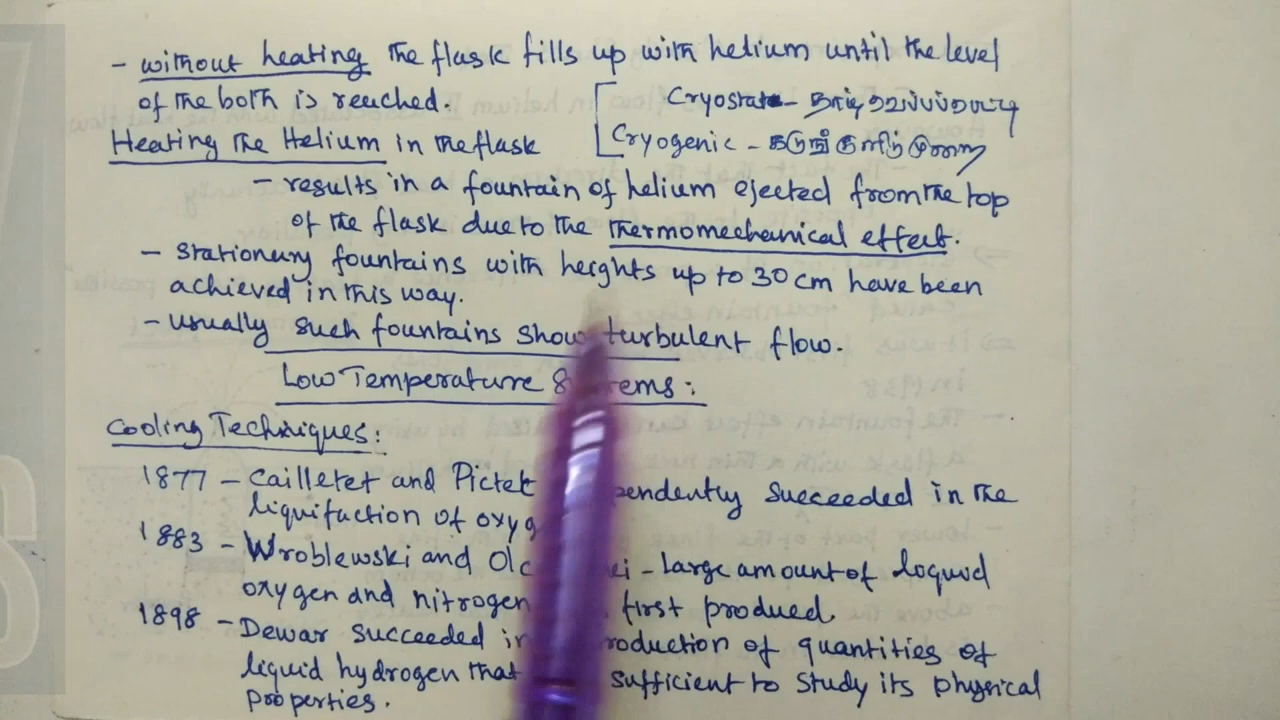 - without heating the flask fills up with helium until the level
of the both is reached.
Cryostate -
Heating the Helium in the flask
Cryogenic -
- results in a fountain of helium ejected from the top
of the flask due to the thermomechanical effect.
- stationary fountains with heights up to 30 cm have been
achieved in this way.
- usually such fountains show turbulent flow.
Low Temperature
Cooling Techniques:
1877 - Cailletet and Pictet succeeded in the
liquifaction of
1883 - Wroblewski and - Large amount of loquid
oxygen and nitrogen first produced.
1898 - Dewar succeeded in of quantities of
liquid hydrogen that sufficient to study its physical
properties.